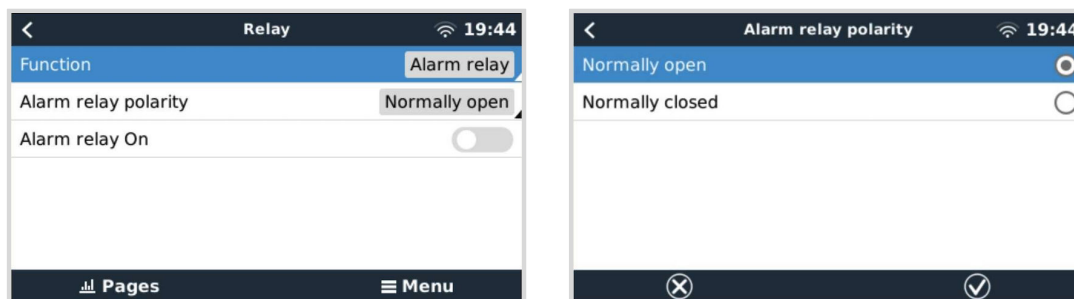 Relay 19:44
Function Alarm relay
Alarm relay polarity Normally open
Alarm relay On
Pages Menu
Alarm relay polarity 19:44
Normally open
Normally closed